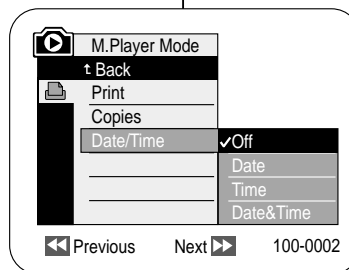 M.Player Mode
Back
Print
Copies
Date/Time
Off
Date
Time
Date&Time
Previous Next 100-0002